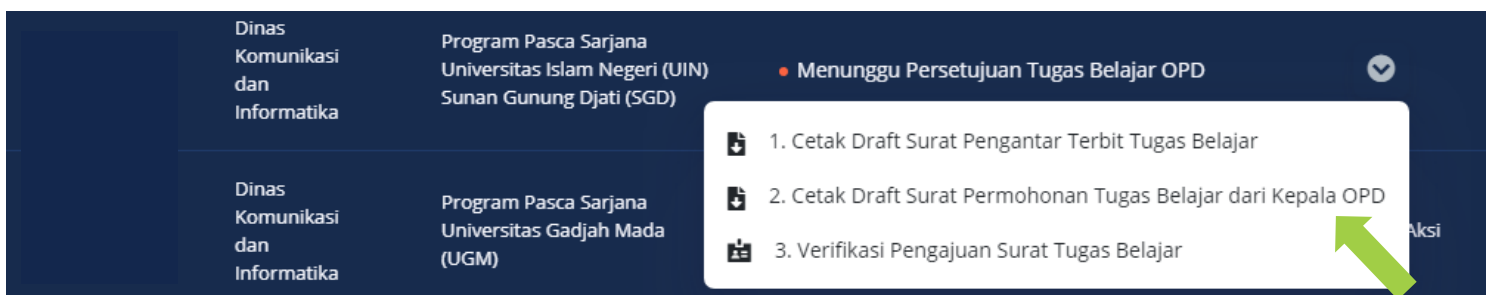 Dinas
Komunikasi
dan
Informatika
Program Pasca Sarjana
Universitas Islam Negeri (UIN)
Sunan Gunung Djati (SGD)
Menunggu Persetujuan Tugas Belajar OPD
1. Cetak Draft Surat Pengantar Terbit Tugas Belajar
2. Cetak Draft Surat Permohonan Tugas Belajar dari Kepala OPD
3. Verifikasi Pengajuan Surat Tugas Belajar
Dinas
Komunikasi
dan
Informatika
Program Pasca Sarjana
Universitas Gadjah Mada
(UGM)
Aksi